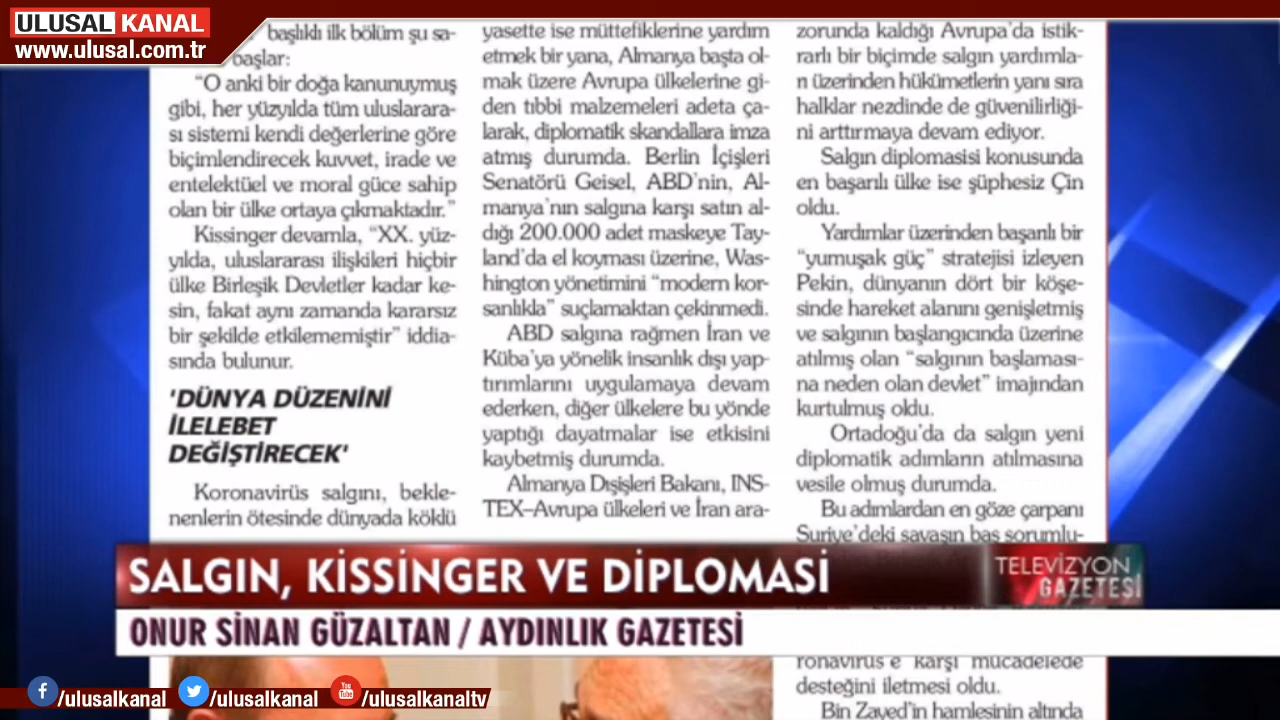 ULUSAL KANAL
www.ulusal.com.tr
başlıklı ilk bölüm şu sa-
başlar:
“O anki bir doğa kanunuymuş
gibi, her yüzyılda tüm uluslarara-
sı sistemi kendi değerlerine göre
biçimlendirecek kuvvet, irade ve
entelektüel ve moral güce sahip
olan bir ülke ortaya çıkmaktadır.”
Kissinger devamla, “XX. yüz-
yılda, uluslararası ilişkileri hiçbir
ülke Birleşik Devletler kadar ke-
sin, fakat aynı zamanda kararsız
bir şekilde etkilememiştir” iddia-
sında bulunur.
'DÜNYA DÜZENİNİ
İLELEBET
DEĞİŞTİRECEK'
Koronavirüs salgını, bekle-
nenlerin ötesinde dünyada köklü
yasette ise müttefiklerine yardım
etmek bir yana, Almanya başta ol-
mak üzere Avrupa ülkelerine gi-
den tıbbi malzemeleri adeta ça-
larak, diplomatik skandallara imza
atmış durumda. Berlin İçişleri
Senatörü Geisel, ABD’nin, Al-
manya’nın salgına karşı satın al-
dığı 200.000 adet maskeye Tay-
land’da el koyması üzerine, Was-
hington yönetimini “modern kor-
sanlıkla” suçlamaktan çekinmedi.
ABD salgına rağmen İran ve
Küba’ya yönelik insanlık dışı yap-
tırımlarını uygulamaya devam
ederken, diğer ülkelere bu yönde
yaptığı dayatmalar ise etkisini
kaybetmiş durumda.
Almanya Dışişleri Bakanı, INS-
TEX–Avrupa ülkeleri ve İran ara-
zorunda kaldığı Avrupa’da istik-
rarlı bir biçimde salgın yardımla-
rı üzerinden hükümetlerin yanı sıra
halklar nezdinde de güvenilirliği-
ni arttırmaya devam ediyor.
Salgın diplomasisi konusunda
en başarılı ülke ise şüphesiz Çin
oldu.
Yardımlar üzerinden başarılı bir
“yumuşak güç” stratejisi izleyen
Pekin, dünyanın dört bir köşe-
sinde hareket alanını genişletmiş
ve salgının başlangıcında üzerine
atılmış olan “salgının başlaması-
na neden olan devlet” imajından
kurtulmuş oldu.
Ortadoğu’da da salgın yeni
diplomatik adımların atılmasına
vesile olmuş durumda.
Bu adımlardan en göze çarpanı
Suriye’deki savaşın baş sorumlu-
ronavirüs’e karşı mücadelede
desteğini iletmesi oldu.
Bin Zayed’in hamlesinin altında
SALGIN, KİSSİNGER VE DİPLOMASİ
TELEVİZYON
GAZETESİ
ONUR SİNAN GÜZALTAN / AYDINLIK GAZETESİ
/ulusalkanal
/ulusalkanal
You Tube
/ulusalkanaltv